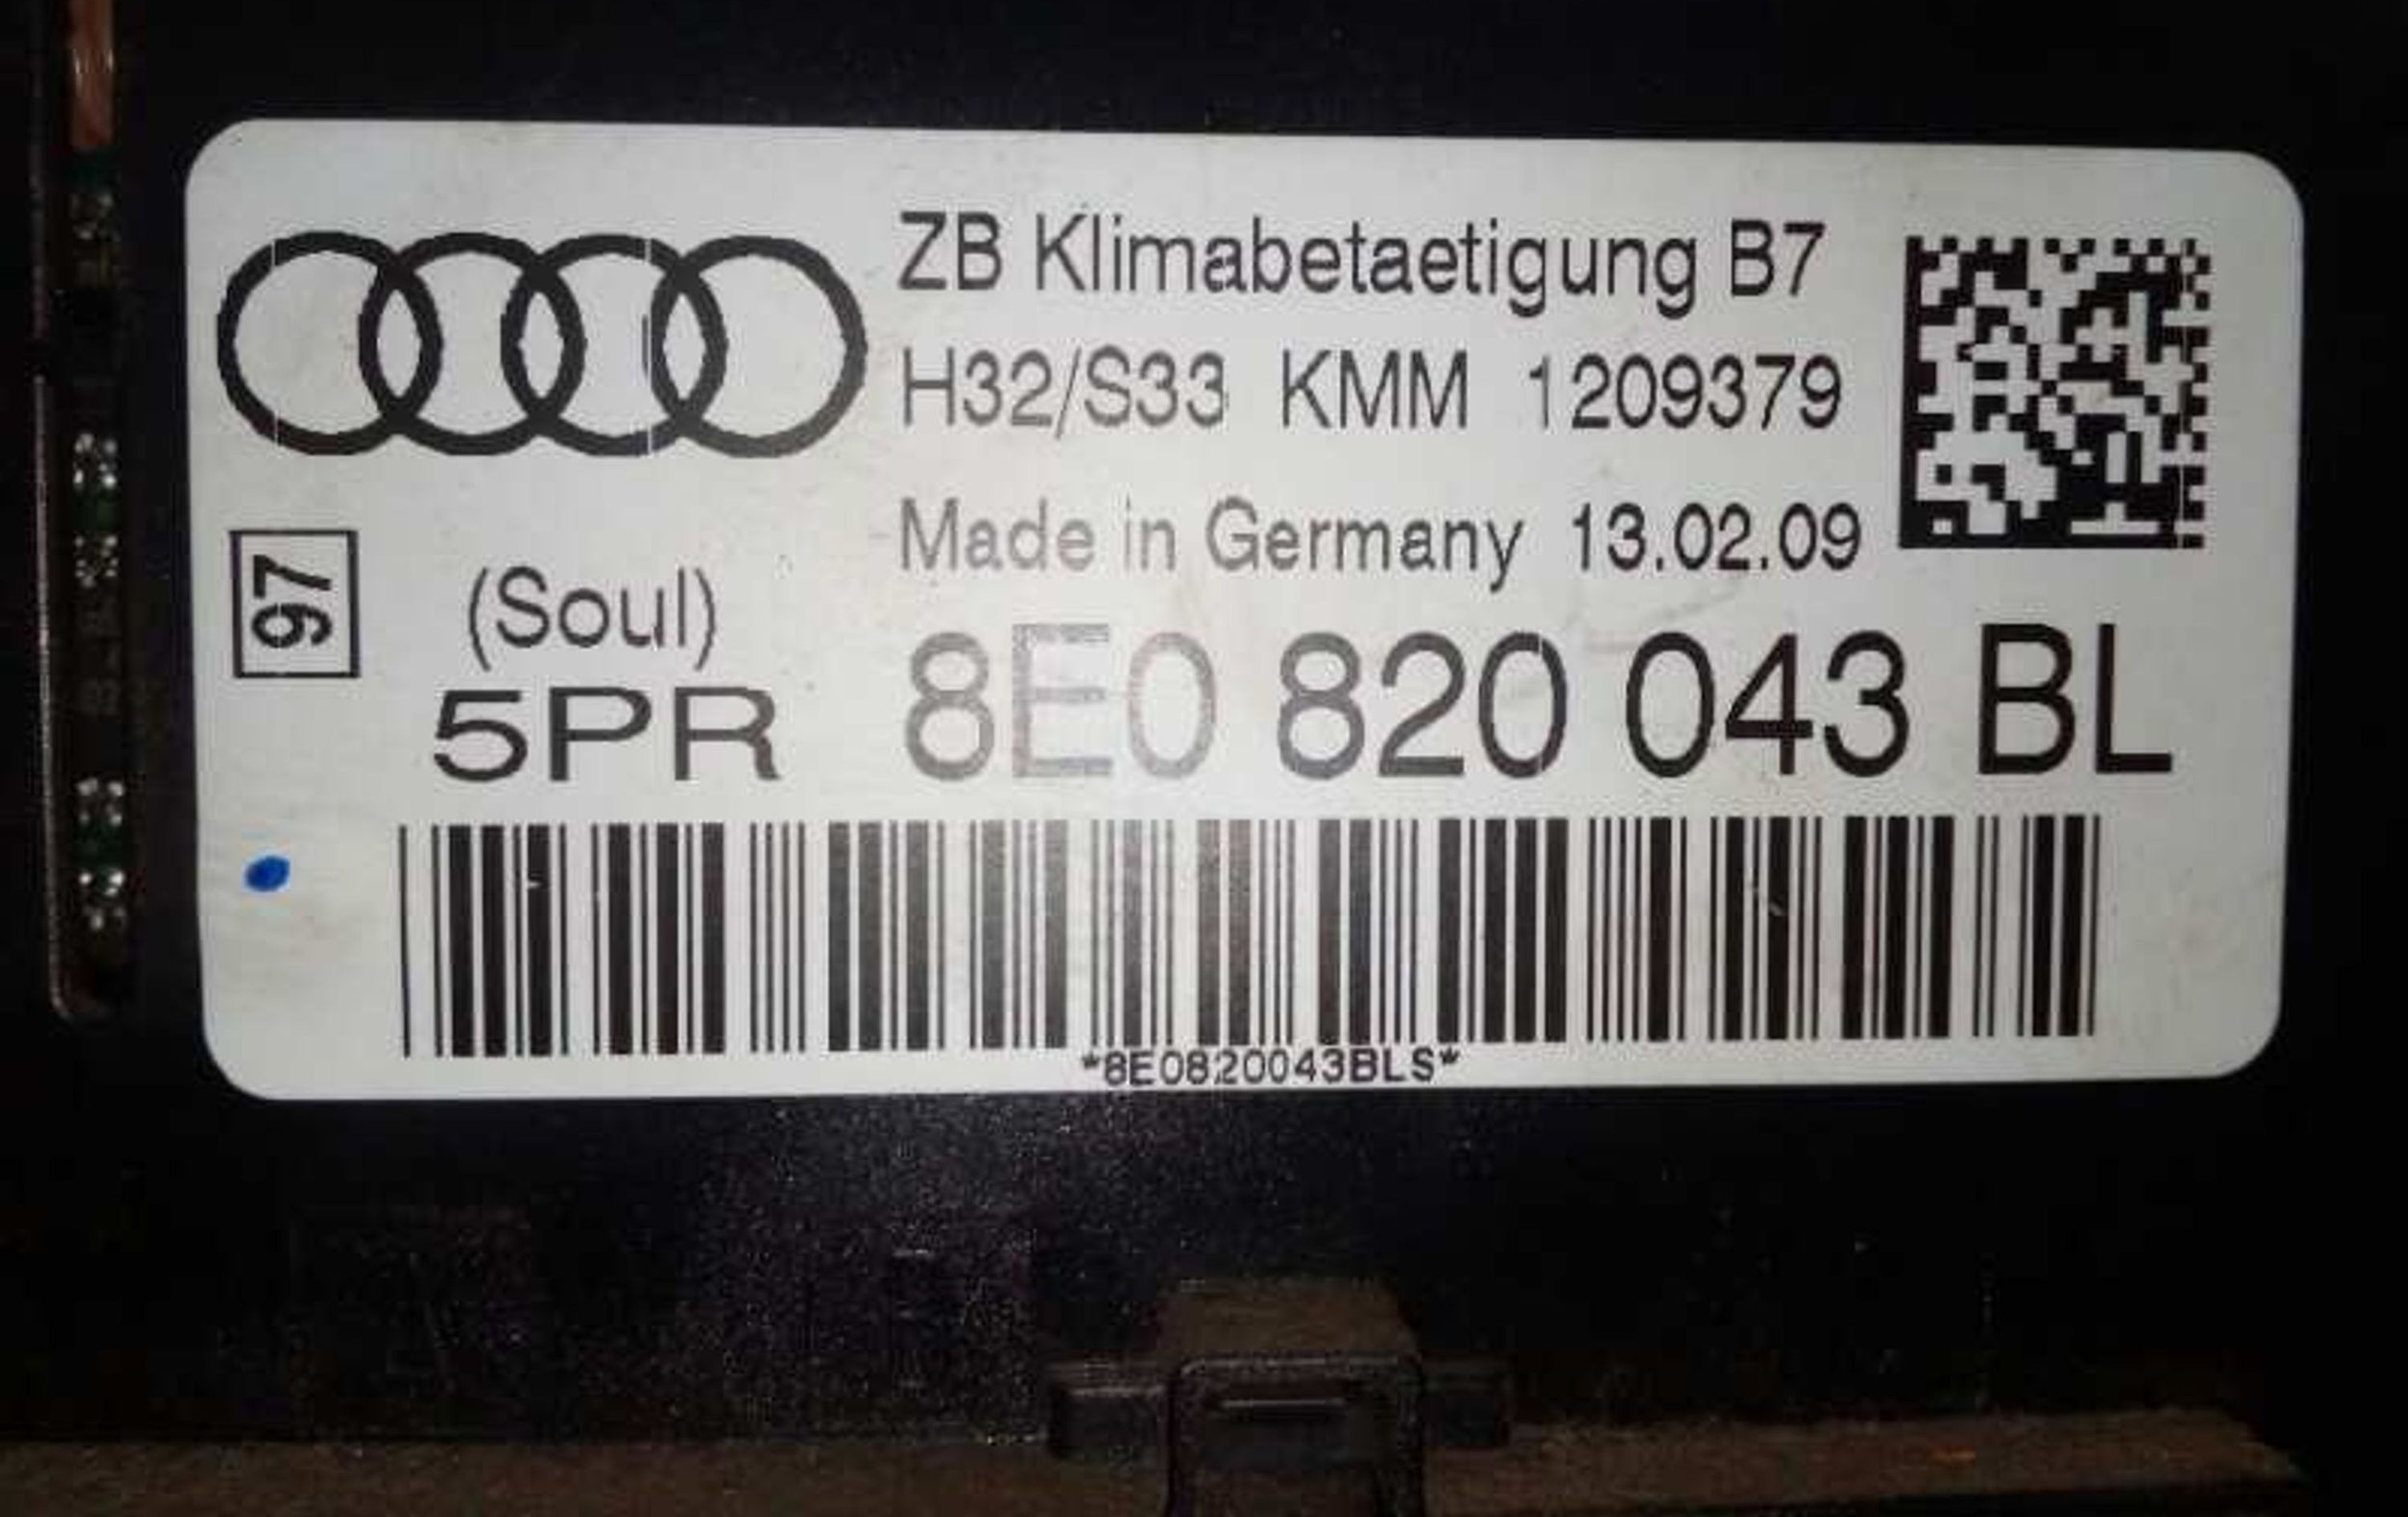 ZB Klimabetaetigung B7
H32/S33 KMM 1209379
Made in Germany 13.02.09
97
(Soul)
5PR 8E0 820 043 BL
*8E0820043BLS*